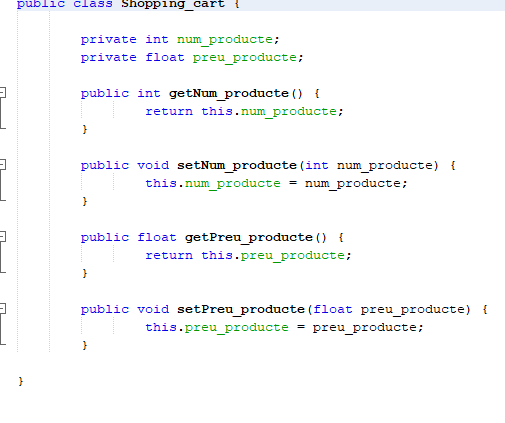 public class Shopping_cart {
private int num_producte;
private float preu_producte;
public int getNum_producte() {
return this.num_producte;
}
public void setNum_producte(int num_producte) {
this.num_producte = num_producte;
}
public float getPreu_producte() {
return this.preu_producte;
}
public void setPreu_producte(float preu_producte) {
this.preu_producte = preu_producte;
}
}